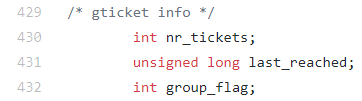 429 /* gticket info */
430 int nr_tickets;
431 unsigned long last_reached;
432 int group_flag;